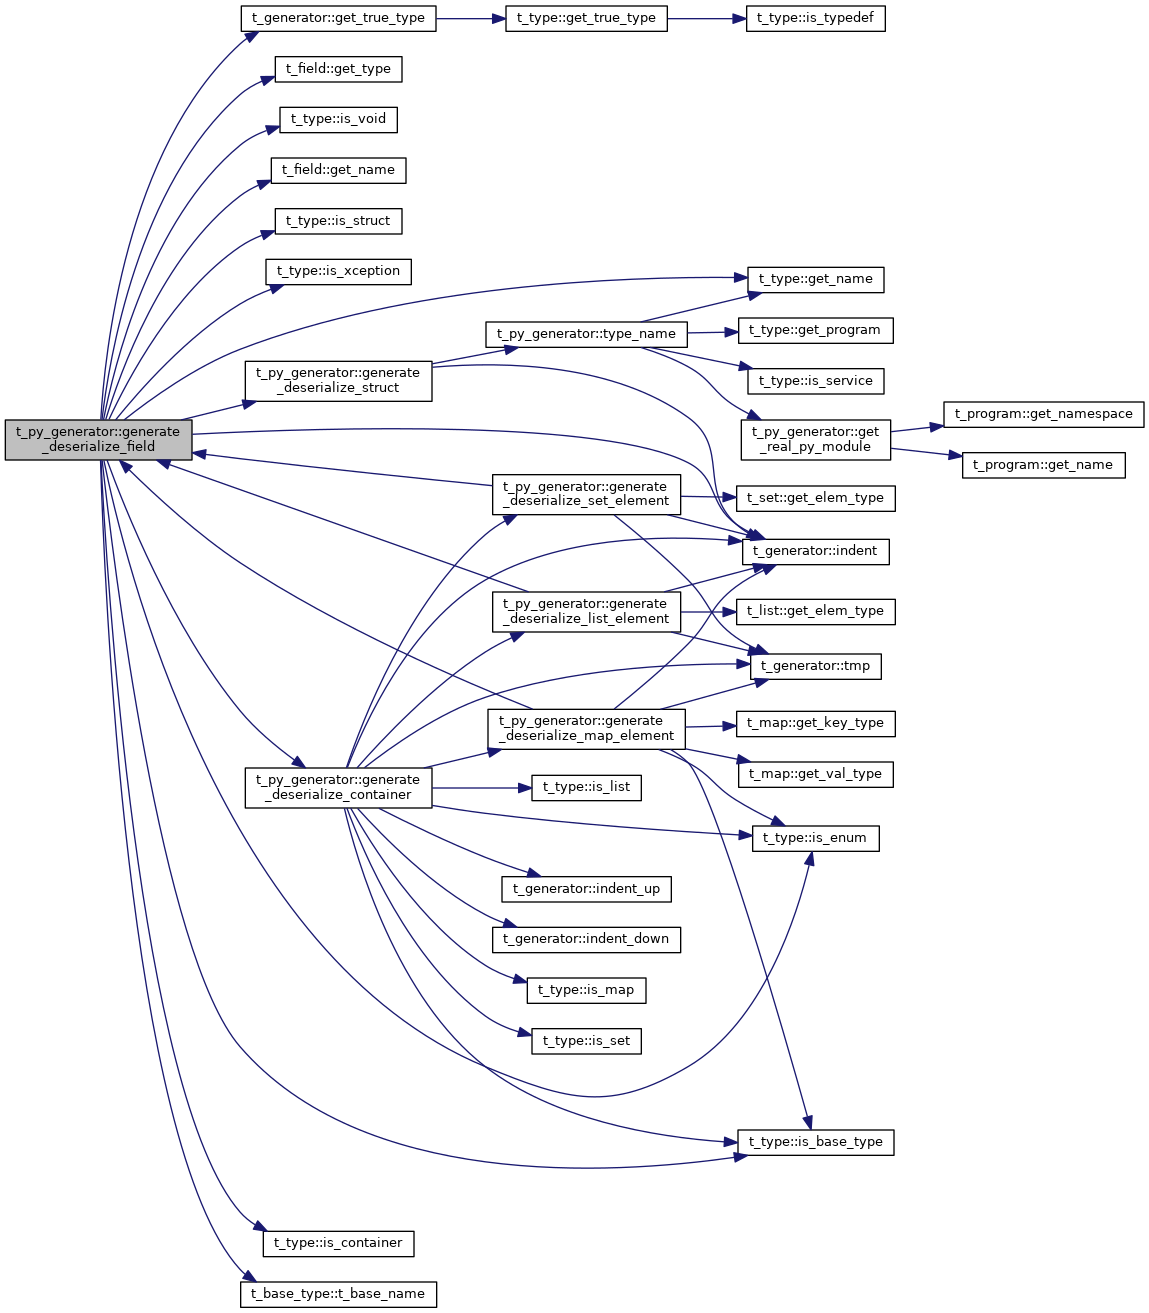 t_generator::get_true_type
t_type::get_true_type
t_type::is_typedef
t_field::get_type
t_type::is_void
t_field::get_name
t_type::is_struct
t_type::is_xception
t_type::get_name
t_py_generator::type_name
t_type::get_program
t_py_generator::generate
_deserialize_struct
t_type::is_service
t_program::get_namespace
t_py_generator::generate
_deserialize_field
t_py_generator::get
_real_py_module
t_program::get_name
t_py_generator::generate
_deserialize_set_element
t_set::get_elem_type
t_generator::indent
t_py_generator::generate
_deserialize_list_element
t_list::get_elem_type
t_generator::tmp
t_py_generator::generate
_deserialize_map_element
t_map::get_key_type
t_map::get_val_type
t_py_generator::generate
_deserialize_container
t_type::is_list
t_type::is_enum
t_generator::indent_up
t_generator::indent_down
t_type::is_map
t_type::is_set
t_type::is_base_type
t_type::is_container
t_base_type::t_base_name